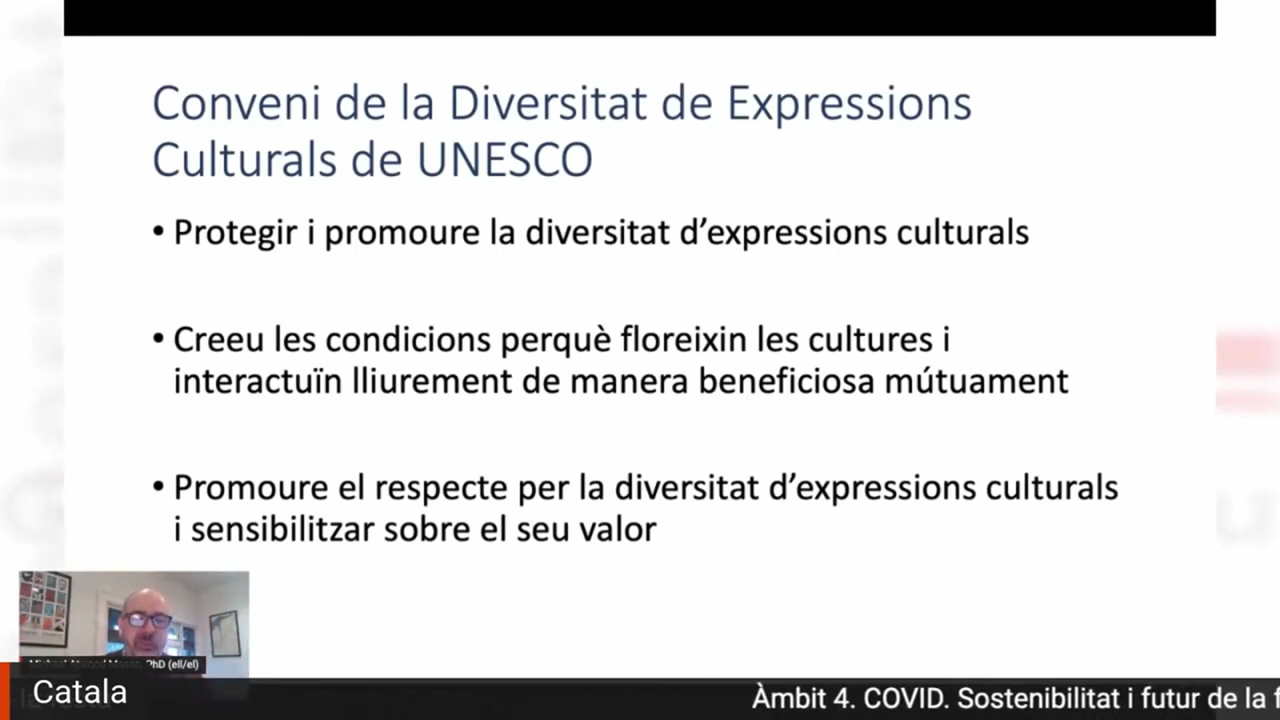 Conveni de la Diversitat de Expressions
Culturals de UNESCO
• Protegir i promoure la diversitat d’expressions culturals
• Creeu les condicions perquè floreixin les cultures i
interactuïn lliurement de manera beneficiosa mútuament
• Promoure el respecte per la diversitat d’expressions culturals
i sensibilitzar sobre el seu valor
PhD (ell/el)
Catala
Àmbit 4. COVID. Sostenibilitat i futur de la f